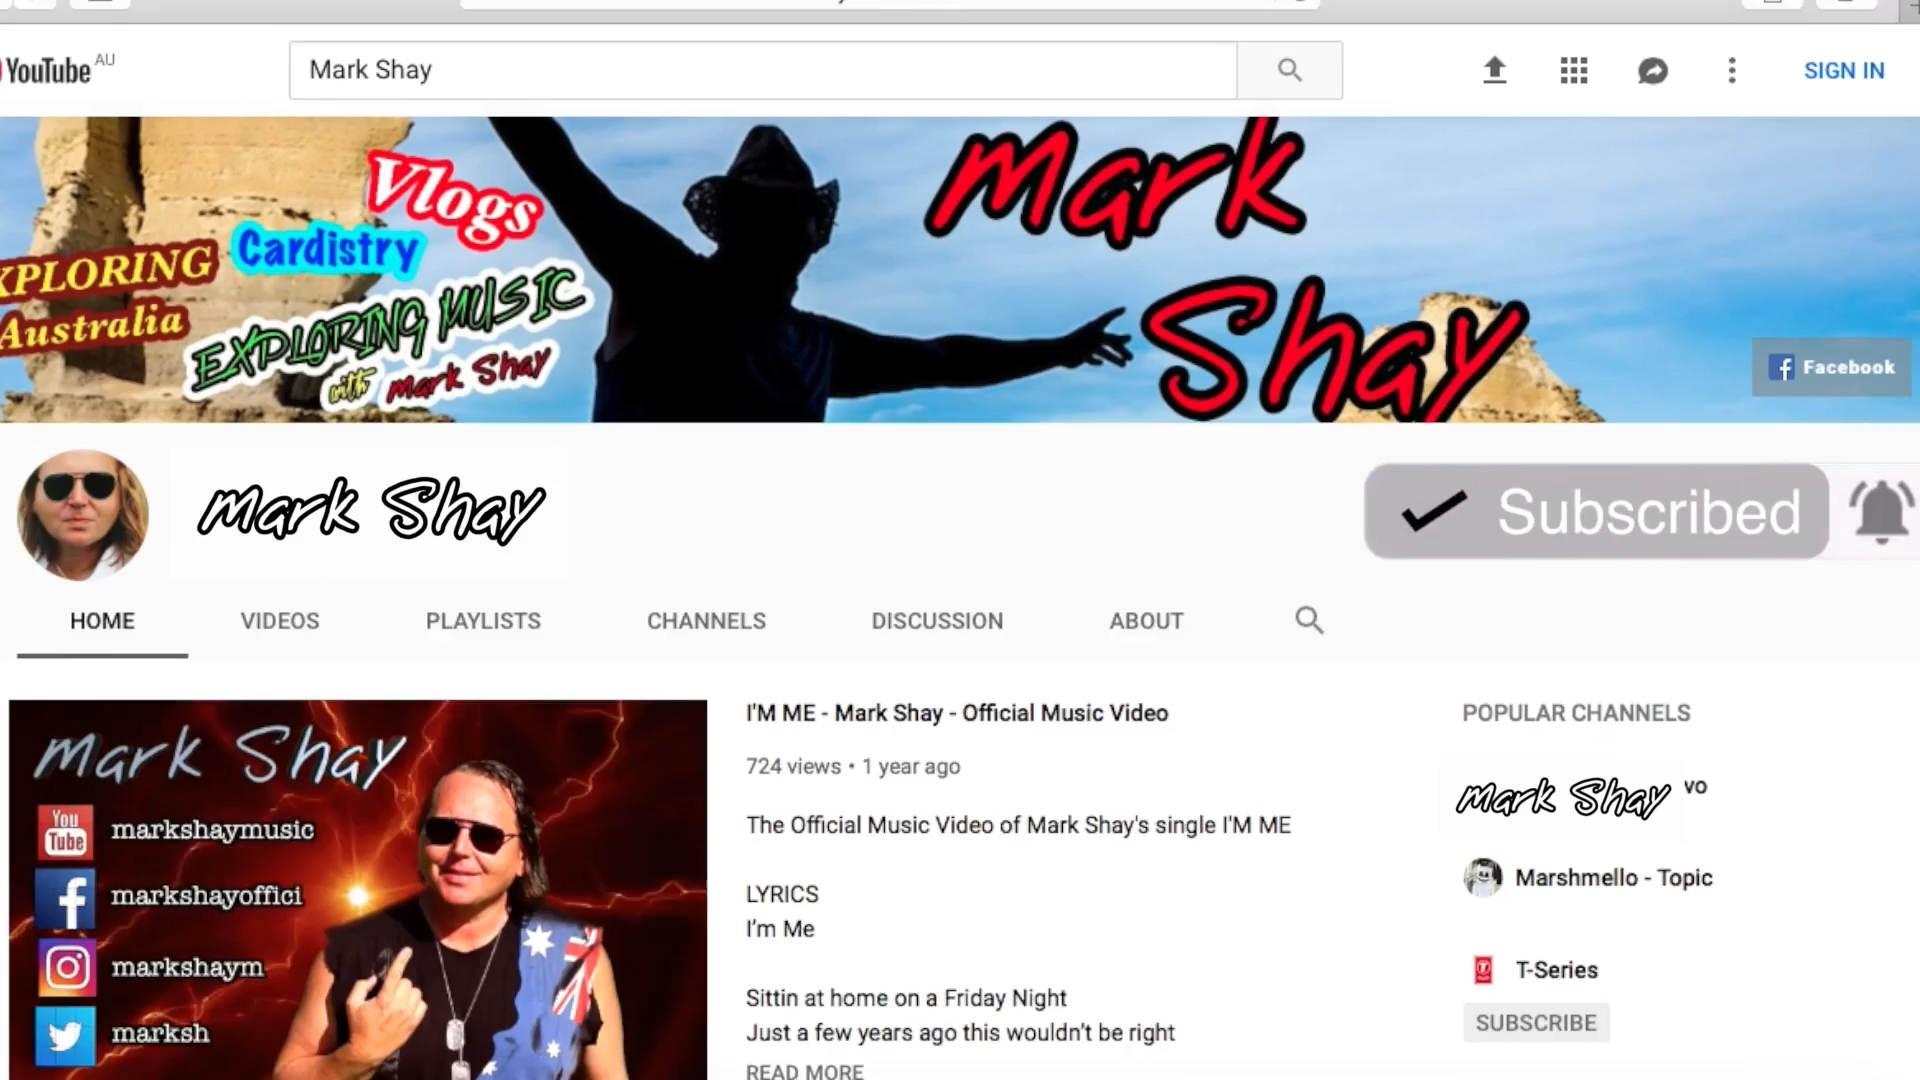 YouTube AU
Mark Shay
SIGN IN
Vlogs
Cardistry
XPLORING
Australia
EXPLORING MUSIC
with Mark Shay
Mark
Shay
Facebook
Mark Shay
Subscribed
HOME
VIDEOS
PLAYLISTS
CHANNELS
DISCUSSION
ABOUT
Mark Shay
You
Tube
markshaymusic
markshayoffici
markshaym
marksh
I'M ME - Mark Shay - Official Music Video
724 views • 1 year ago
The Official Music Video of Mark Shay's single I'M ME
LYRICS
I'm Me
Sittin at home on a Friday Night
Just a few years ago this wouldn't be right
READ MORE
POPULAR CHANNELS
Mark Shay vo
Marshmello - Topic
T-Series
SUBSCRIBE